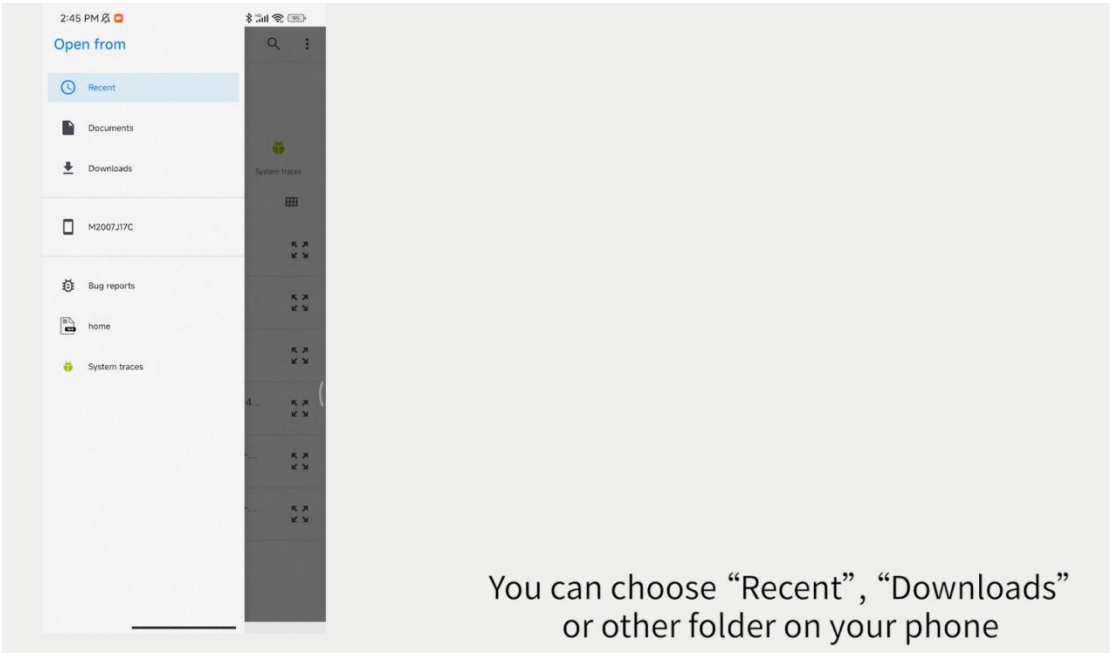 2:45 PM
Open from
Recent
Documents
Downloads
System traces
M2007J17C
Bug reports
home
System traces
4...
You can choose “Recent”, “Downloads”
or other folder on your phone